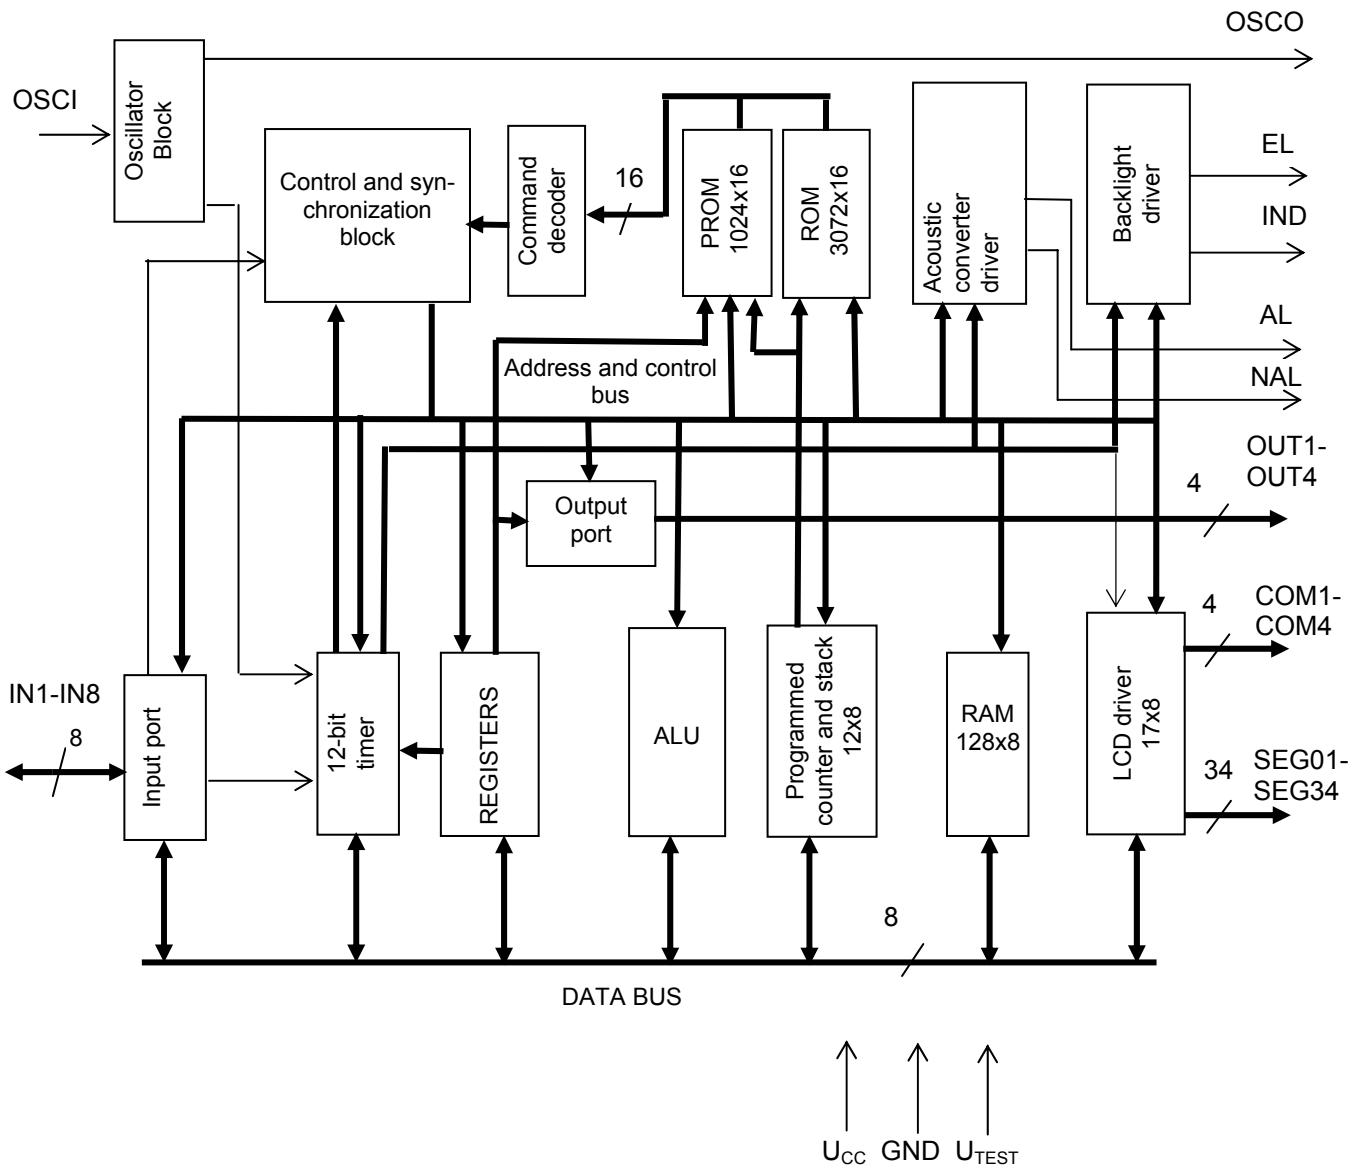 OSCO
OSCI
Oscillator
Block
Control and syn-
chronization
block
Command
decoder
16
PROM
1024x16
ROM
3072x16
Acoustic
converter
driver
Backlight
driver
EL
IND
AL
NAL
Address and control
bus
OUT1-
OUT4
4
Output
port
COM1-
COM4
4
IN1-IN8
8
Input port
12-bit
timer
REGISTERS
ALU
Programmed
counter and stack
12x8
RAM
128x8
LCD driver
17x8
34
SEG01-
SEG34
8
DATA BUS
UCC GND UTEST